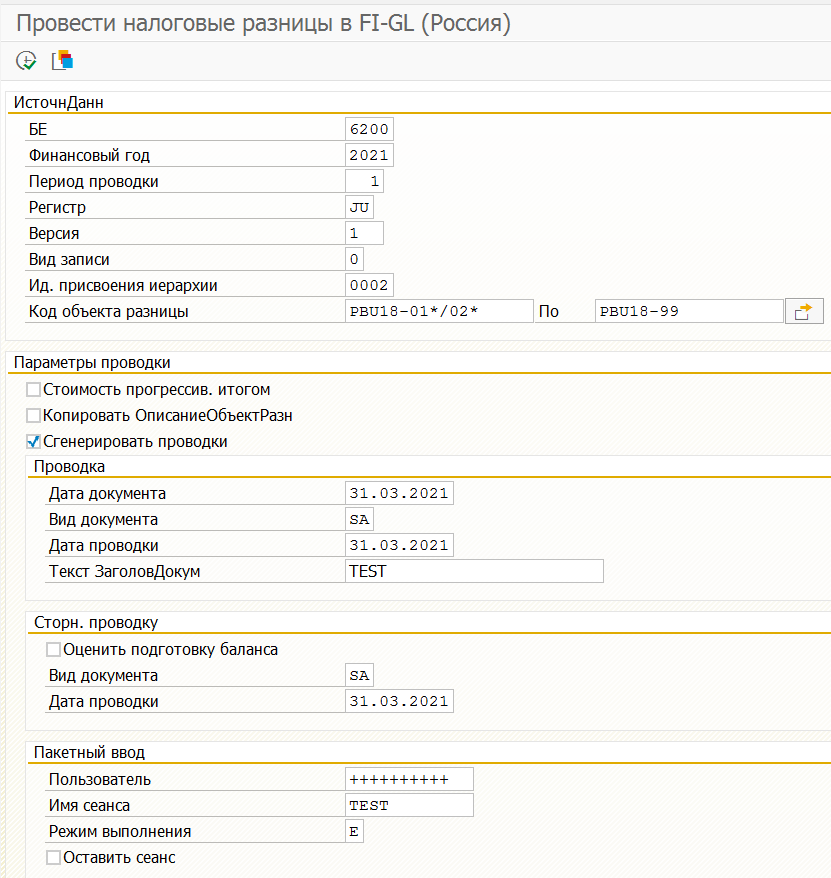 Провести налоговые разницы в FI-GL (Россия)
ИсточнДанн
БЕ 6200
Финансовый год 2021
Период проводки 1
Регистр JU
Версия 1
Вид записи 0
Ид. присвоения иерархии 0002
Код объекта разницы PBU18-01*/02* По PBU18-99
Параметры проводки
Стоимость прогрессив. итогом
Копировать ОписаниеОбъектРазн
Сгенерировать проводки
Проводка
Дата документа 31.03.2021
Вид документа SA
Дата проводки 31.03.2021
Текст ЗаголовДокум TEST
Сторн. проводку
Оценить подготовку баланса
Вид документа SA
Дата проводки 31.03.2021
Пакетный ввод
Пользователь ++++++++++
Имя сеанса TEST
Режим выполнения E
Оставить сеанс